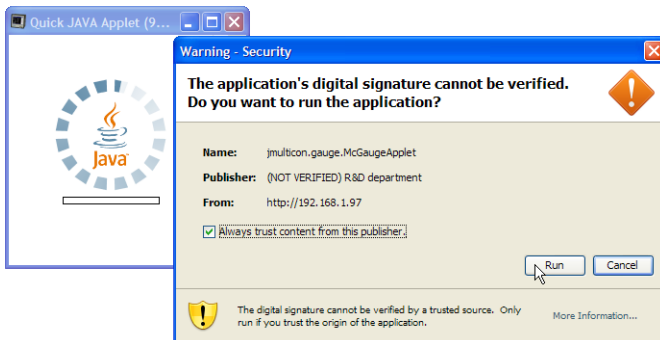 Quick JAVA Applet (9...
Java
Warning - Security
The application's digital signature cannot be verified.
Do you want to run the application?
Name: jmulticon.gauge.McGaugeApplet
Publisher: (NOT VERIFIED) R&D department
From: http://192.168.1.97
Always trust content from this publisher.
Run Cancel
The digital signature cannot be verified by a trusted source. Only
run if you trust the origin of the application.
More Information...